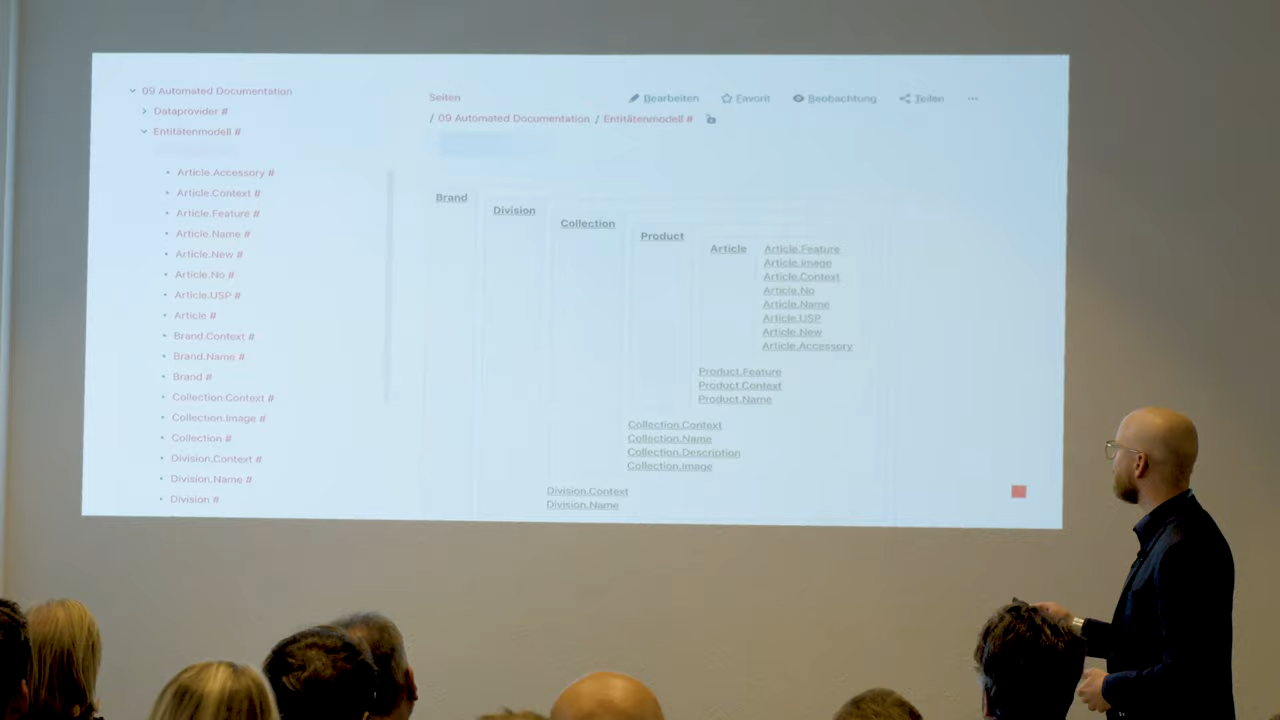 09 Automated Documentation
Dataprovider #
Entitätenmodell #
Article.Accessory #
Article.Context #
Article.Feature #
Article.Name #
Article.New #
Article.No #
Article.USP #
Article #
Brand.Context #
Brand.Name #
Brand #
Collection.Context #
Collection.Image #
Collection #
Division.Context #
Division.Name #
Division #
Seiten
Bearbeiten Favorit Beobachtung Teilen ...
/ 09 Automated Documentation / Entitätenmodell #
Brand
Division
Collection
Product
Article
Article.Feature
Article.Image
Article.Context
Article.No
Article.Name
Article.USP
Article.New
Article.Accessory
Product.Feature
Product.Context
Product.Name
Collection.Context
Collection.Name
Collection.Description
Collection.Image
Division.Context
Division.Name